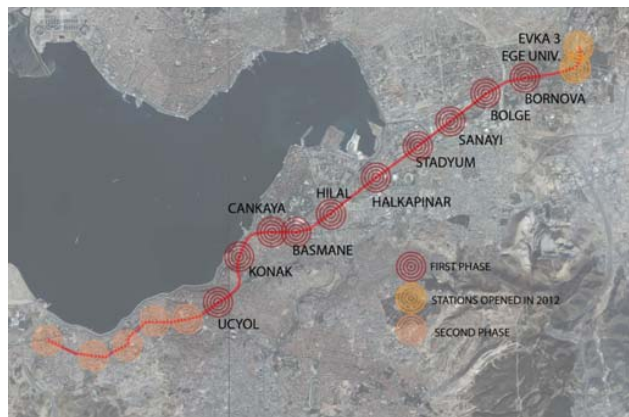 EVKA 3
EGE UNIV.
BORNOVA
BOLGE
SANAYI
STADYUM
HALKAPINAR
HILAL
CANKAYA
BASMANE
KONAK
UCYOL
FIRST PHASE
STATIONS OPENED IN 2012
SECOND PHASE